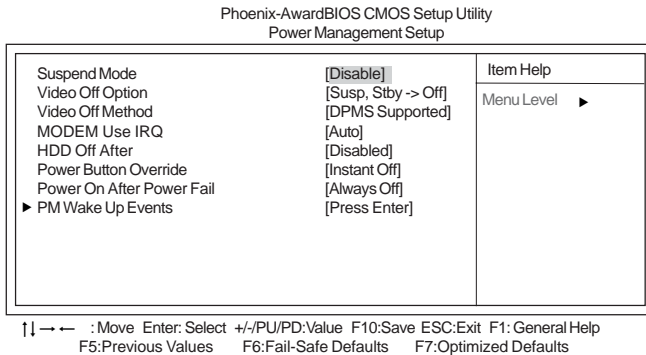 Phoenix-AwardBIOS CMOS Setup Utility
Power Management Setup
Suspend Mode [Disable]
Video Off Option [Susp, Stby -> Off]
Video Off Method [DPMS Supported]
MODEM Use IRQ [Auto]
HDD Off After [Disabled]
Power Button Override [Instant Off]
Power On After Power Fail [Always Off]
▶ PM Wake Up Events [Press Enter]
Item Help
Menu Level ▶
↑↓→← : Move Enter: Select +/-/PU/PD:Value F10:Save ESC:Exit F1: General Help
F5:Previous Values F6:Fail-Safe Defaults F7:Optimized Defaults